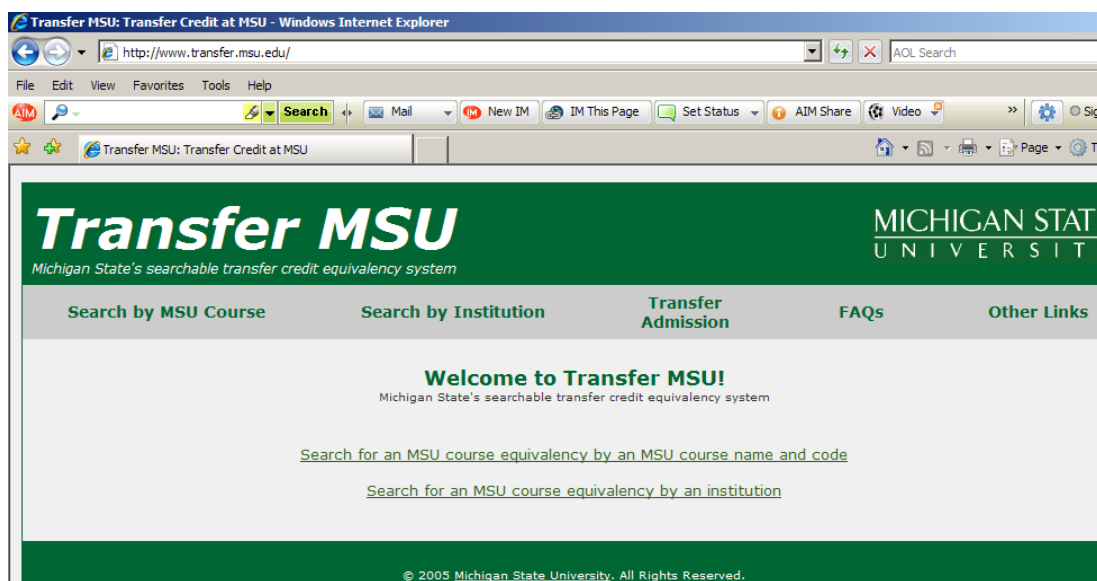 Transfer MSU: Transfer Credit at MSU - Windows Internet Explorer
http://www.transfer.msu.edu/
AOL Search
File Edit View Favorites Tools Help
AIM Search Mail New IM IM This Page Set Status AIM Share Video » Sig
Transfer MSU: Transfer Credit at MSU Page T
Transfer MSU
Michigan State's searchable transfer credit equivalency system
MICHIGAN STAT
UNIVERSIT
Search by MSU Course Search by Institution Transfer Admission FAQs Other Links
Welcome to Transfer MSU!
Michigan State's searchable transfer credit equivalency system
Search for an MSU course equivalency by an MSU course name and code
Search for an MSU course equivalency by an institution
© 2005 Michigan State University. All Rights Reserved.